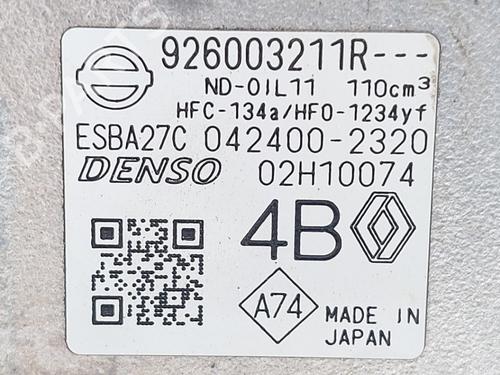 926003211R---
ND-OIL11 110cm³
HFC-134a/HFO-1234yf
ESBA27C 042400-2320
DENSO 02H10074
4B
A74
MADE IN
JAPAN